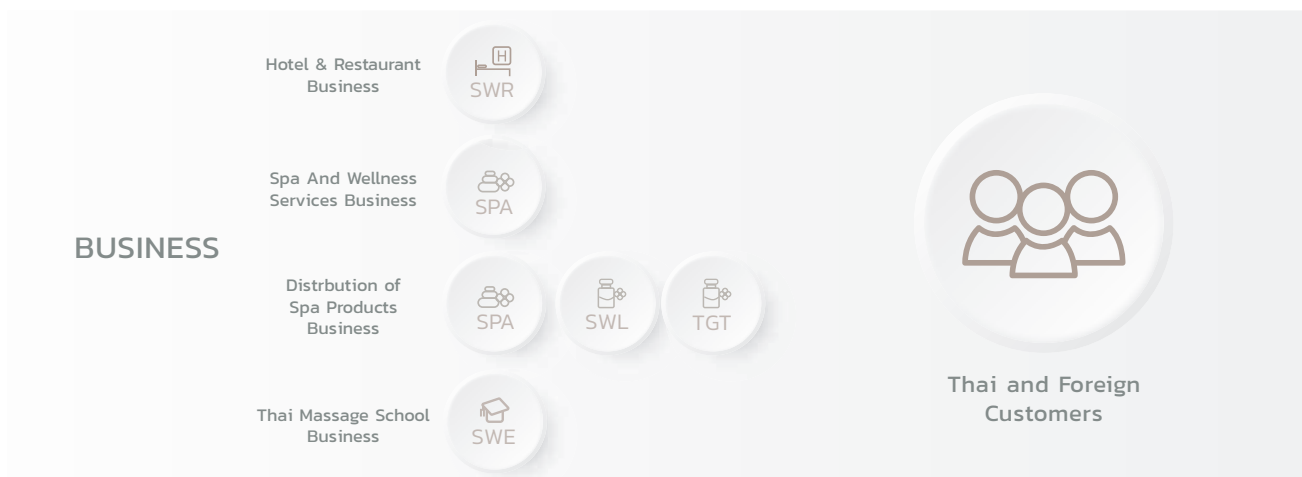 BUSINESS
Hotel & Restaurant
Business
H
SWR
Spa And Wellness
Services Business
SPA
Distrbution of
Spa Products
Business
SPA
SWL
TGT
Thai Massage School
Business
SWE
Thai and Foreign
Customers